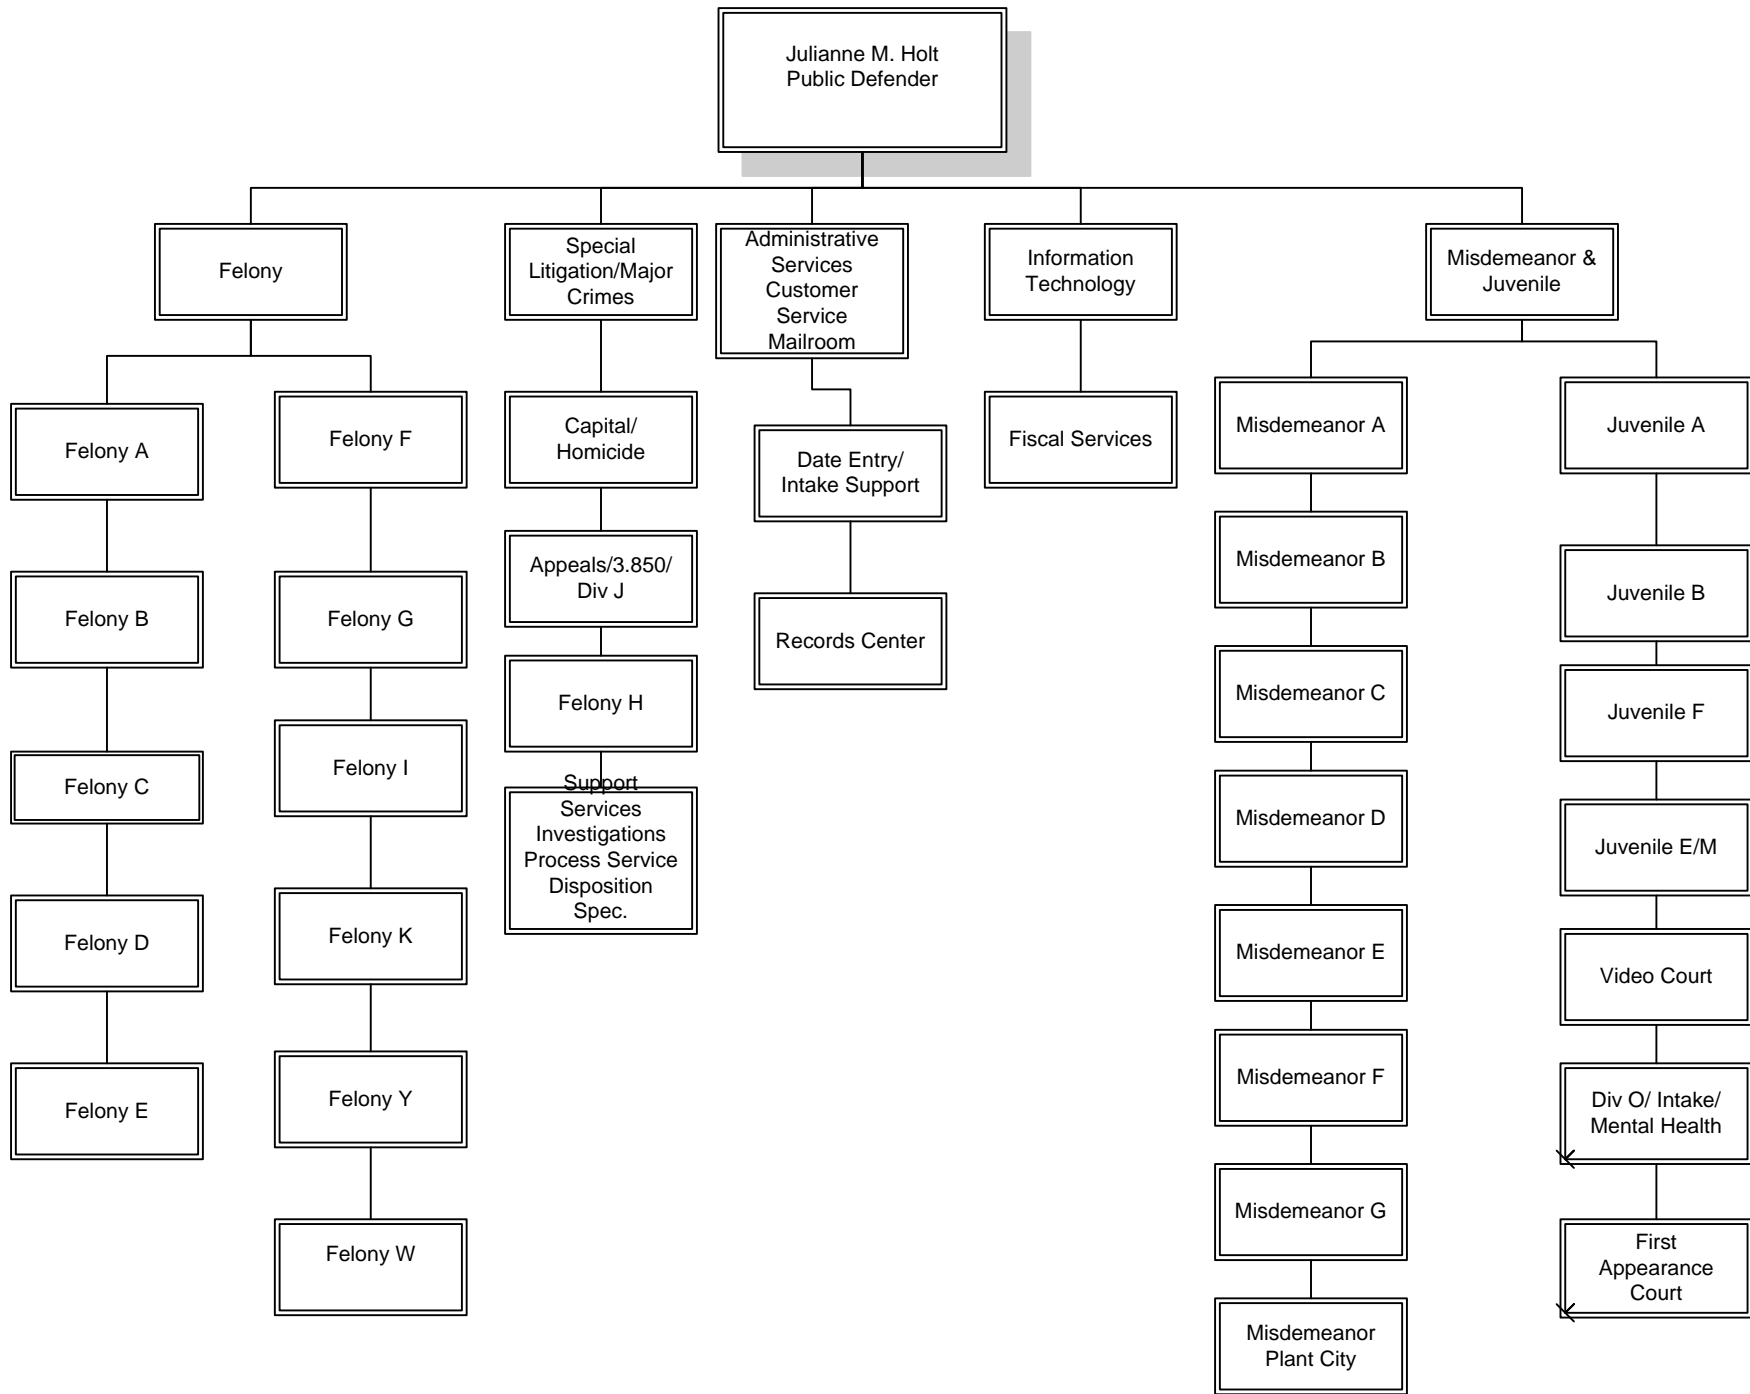 Julianne M. Holt
Public Defender
Felony
Special
Litigation/Major
Crimes
Administrative
Services
Customer
Service
Mailroom
Information
Technology
Misdemeanor &
Juvenile
Felony A
Felony B
Felony C
Felony D
Felony E
Felony F
Felony G
Felony I
Felony K
Felony Y
Felony W
Capital/
Homicide
Appeals/3.850/
Div J
Felony H
Support
Services
Investigations
Process Service
Disposition
Spec.
Date Entry/
Intake Support
Records Center
Fiscal Services
Misdemeanor A
Misdemeanor B
Misdemeanor C
Misdemeanor D
Misdemeanor E
Misdemeanor F
Misdemeanor G
Misdemeanor
Plant City
Juvenile A
Juvenile B
Juvenile F
Juvenile E/M
Video Court
Div O/ Intake/
Mental Health
First
Appearance
Court